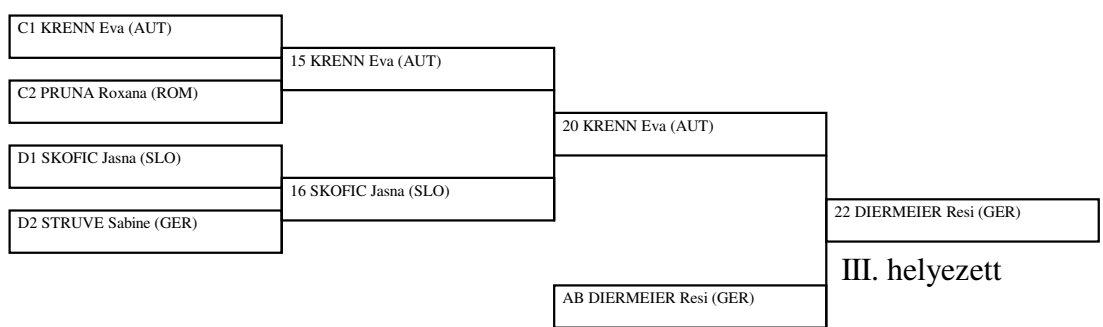 C1 KRENN Eva (AUT)
15 KRENN Eva (AUT)
C2 PRUNA Roxana (ROM)
20 KRENN Eva (AUT)
D1 SKOFIC Jasna (SLO)
16 SKOFIC Jasna (SLO)
D2 STRUVE Sabine (GER)
22 DIERMEIER Resi (GER)
III. helyezett
AB DIERMEIER Resi (GER)